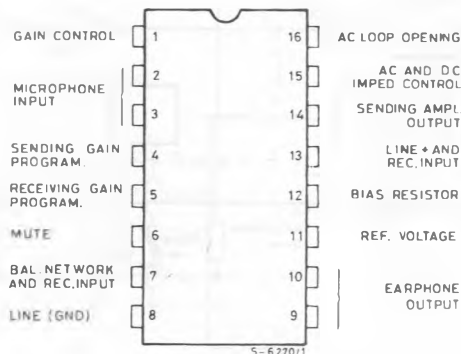 GAIN CONTROL
1
16
AC LOOP OPENING
MICROPHONE
INPUT
2
3
15
AC AND DC
IMPED CONTROL
14
SENDING AMPL.
OUTPUT
SENDING GAIN
PROGRAM.
4
13
LINE + AND
REC. INPUT
RECEIVING GAIN
PROGRAM.
5
12
BIAS RESISTOR
MUTE
6
11
REF. VOLTAGE
BAL. NETWORK
AND REC. INPUT
7
10
EARPHONE
OUTPUT
LINE (GND)
8
9
S-6270/1